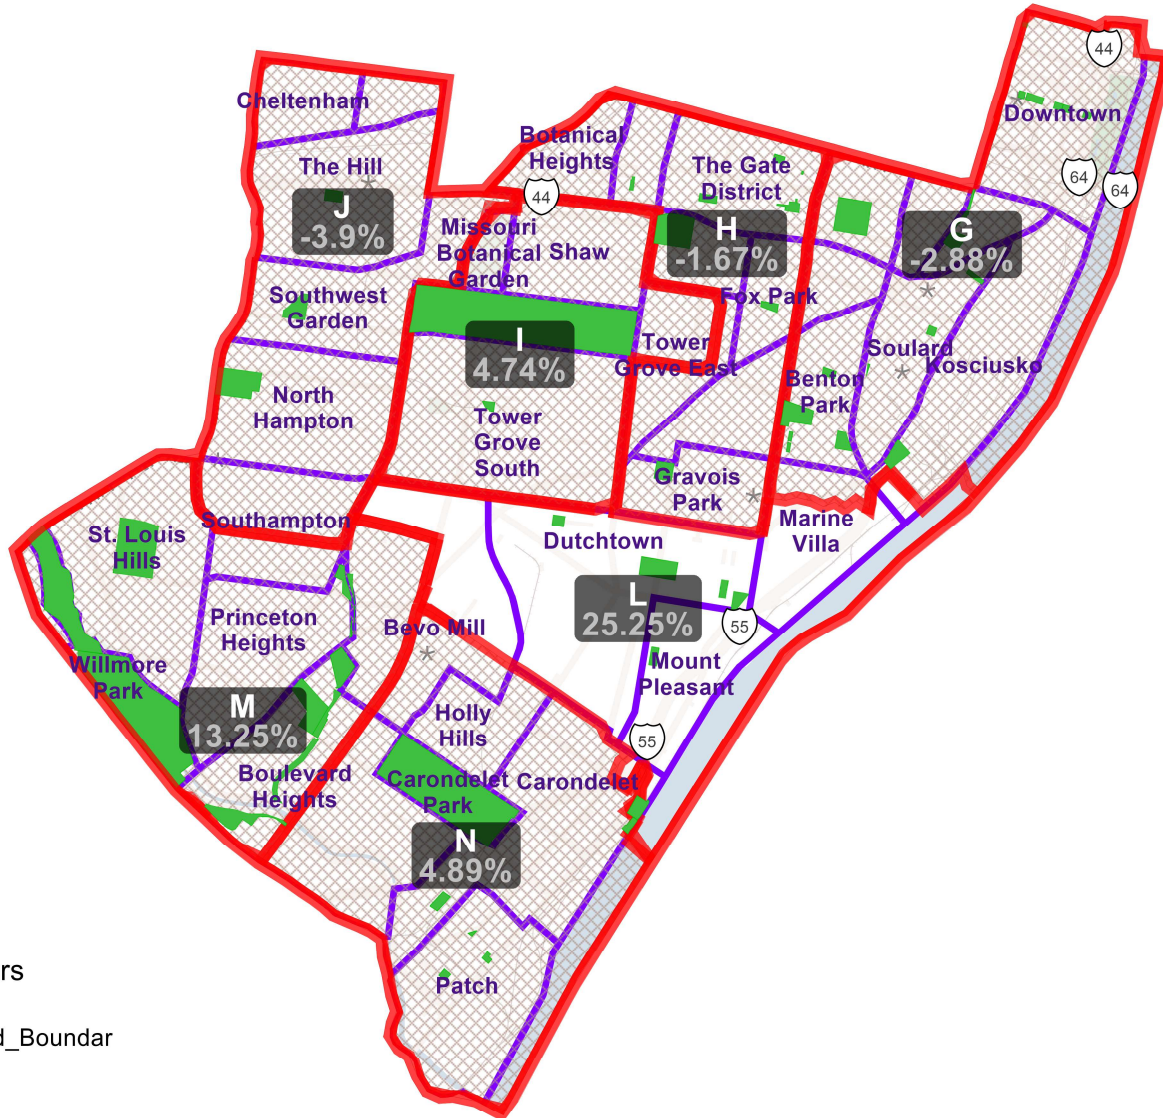 44
Downtown
64
64
Cheltenham
The Hill
J
-3.9%
Botanical
Heights
The Gate
District
44
H
-1.67%
G
-2.88%
Missouri
Botanical
Garden
Shaw
Southwest
Garden
Fox Park
I
4.74%
Tower
Grove East
Soulard
Kosciusko
Benton
Park
North
Hampton
Tower
Grove
South
Gravois
Park
Marine
Villa
Southampton
St. Louis
Hills
Dutchtown
L
25.25%
55
Princeton
Heights
Bevo Mill
Willmore
Park
Mount
Pleasant
M
13.25%
Holly
Hills
55
Boulevard
Heights
Carondelet
Park
Carondelet
N
4.89%
Patch
rs
d_Boundar